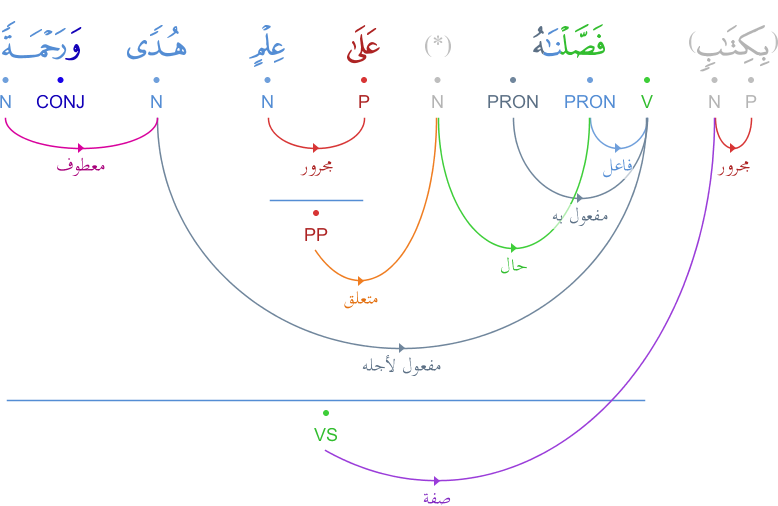 (بِكِتَـٰبٍ) فَصَّلْنَـٰهُ (*) عَلَىٰ عِلْمٍ هُدًى وَرَحْمَةً
P N V PRON PRON N P N N CONJ N
مجرور فاعل مجرور معطوف
مفعول به
PP
حال
متعلق
مفعول لأجله
VS
صفة